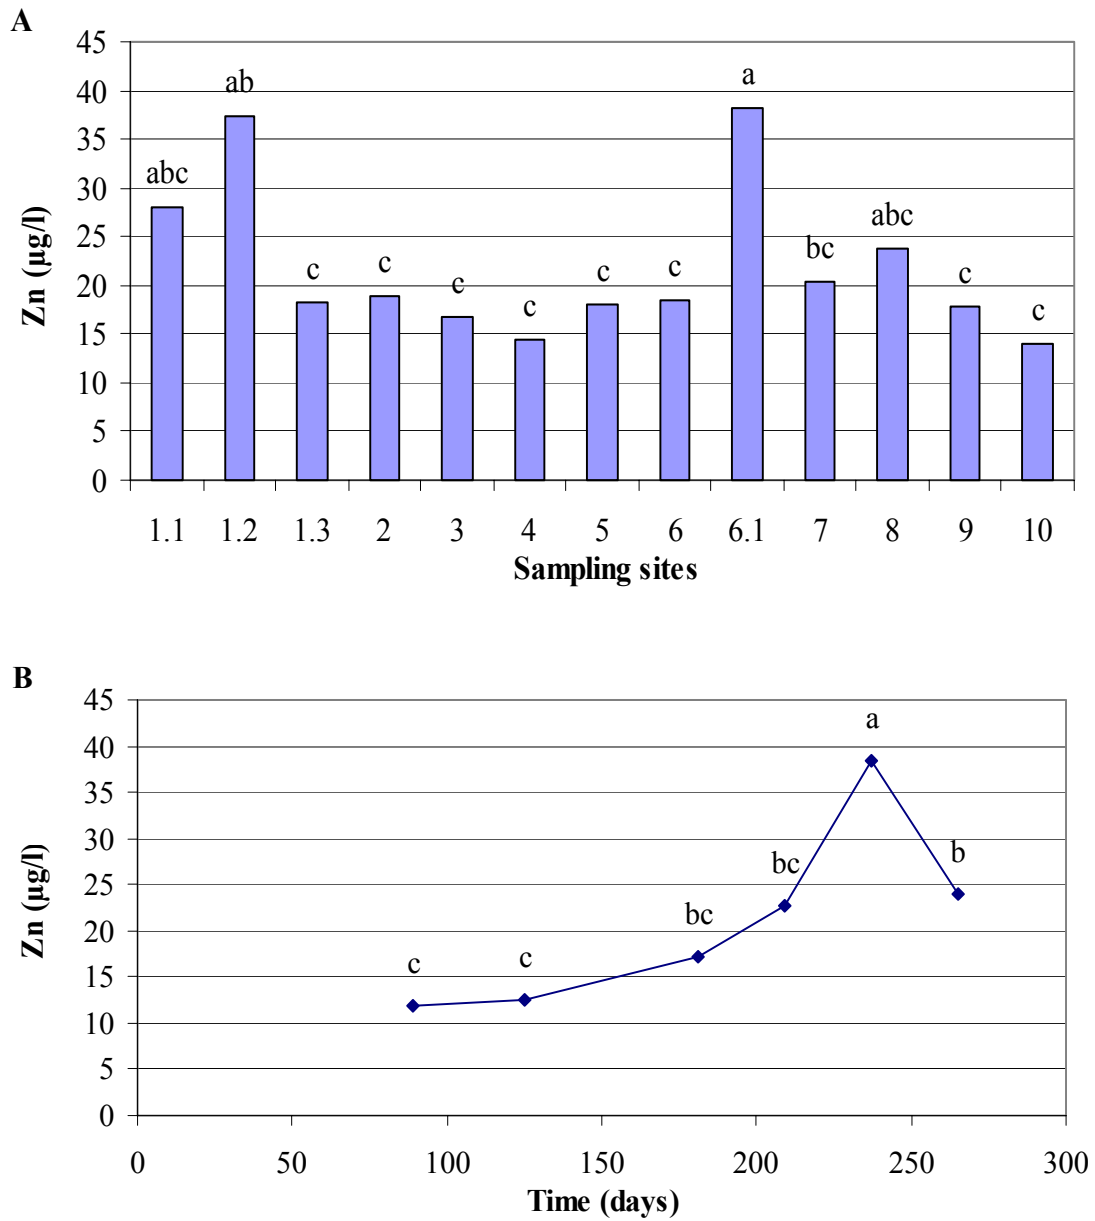 A
45
40
35
30
25
20
15
10
5
0
Zn (µg/l)
abc
ab
c
c
c
c
c
c
a
bc
abc
c
c
1.1 1.2 1.3 2 3 4 5 6 6.1 7 8 9 10
Sampling sites
B
45
40
35
30
25
20
15
10
5
0
Zn (µg/l)
c
c
bc
bc
a
b
0 50 100 150 200 250 300
Time (days)